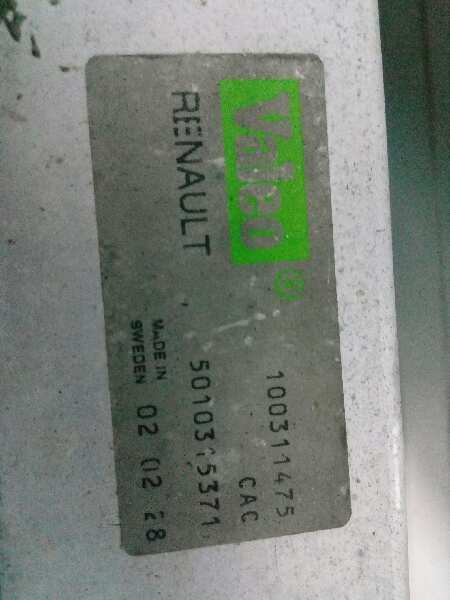 Valeo ®
RENAULT
100311475
CAC
5010315371
MADE IN
SWEDEN
02 02 28